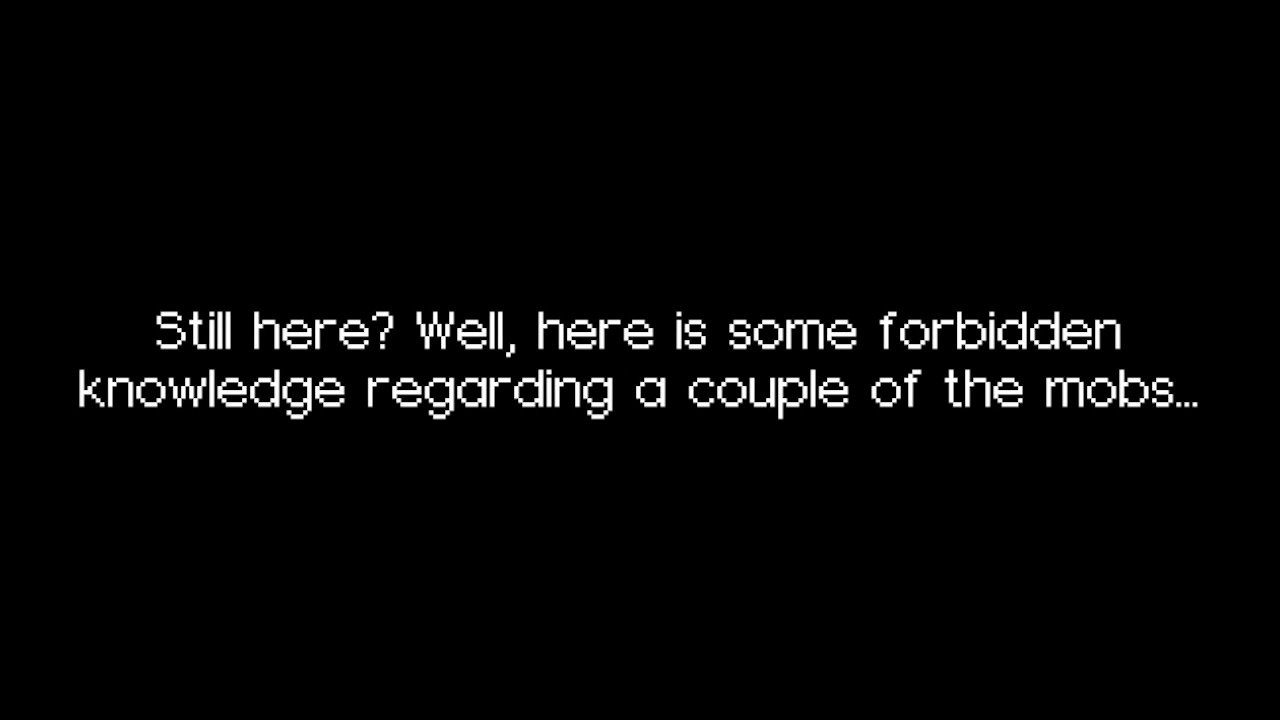 Still here? Well, here is some forbidden
knowledge regarding a couple of the mobs...